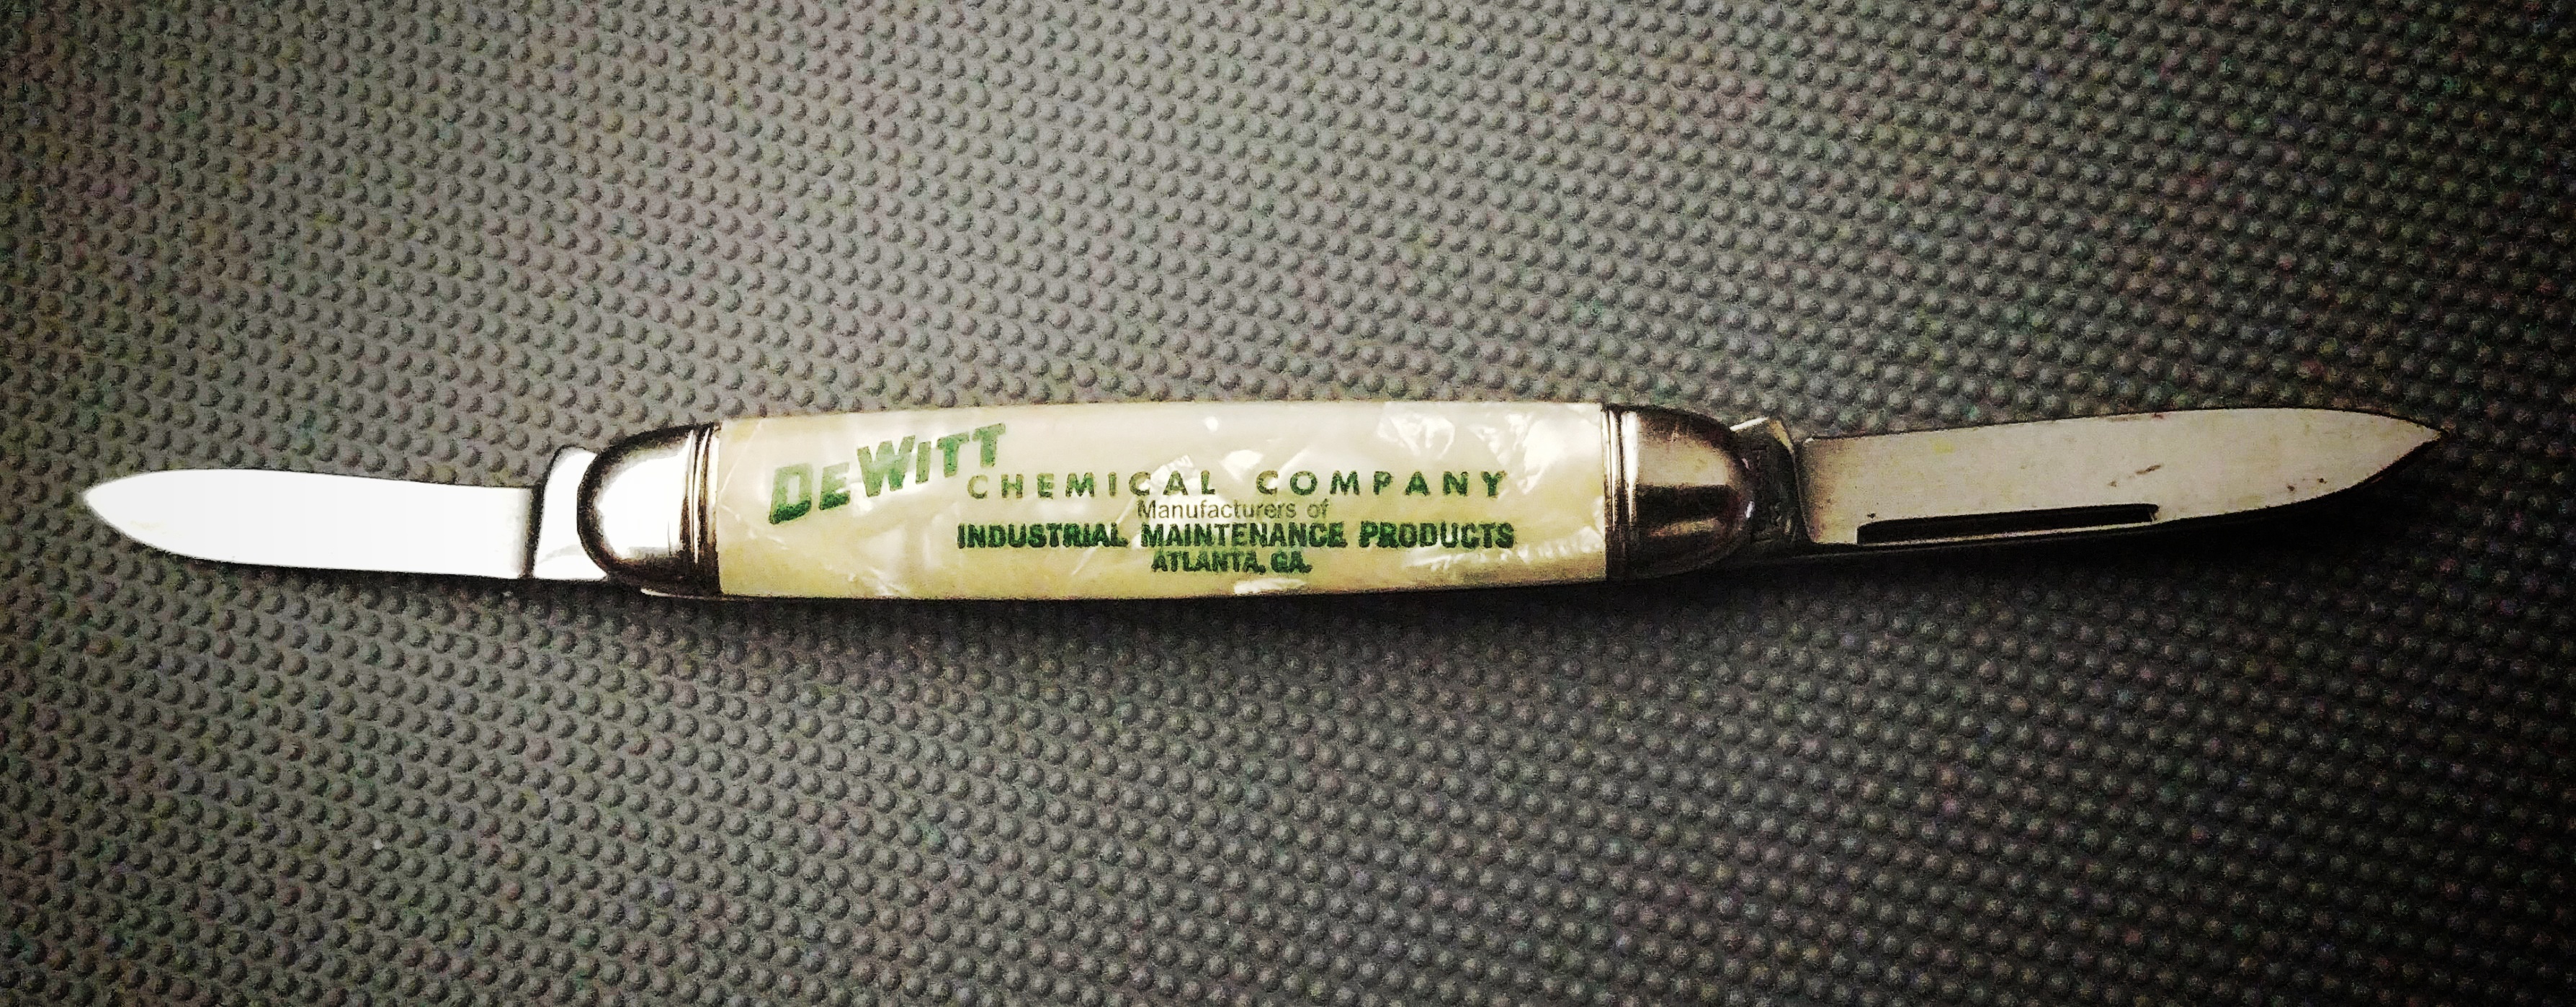 DEWITT
CHEMICAL COMPANY
Manufacturers of
INDUSTRIAL MAINTENANCE PRODUCTS
ATLANTA, GA.